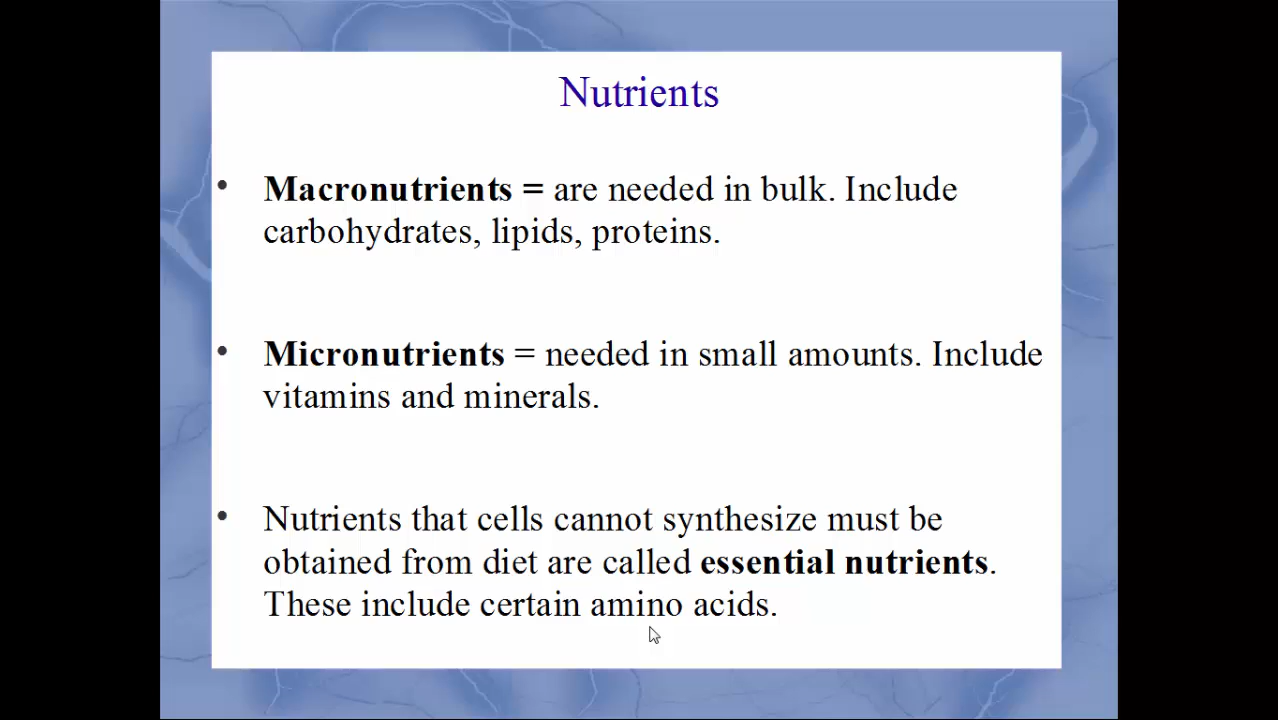 Nutrients
• Macronutrients = are needed in bulk. Include
carbohydrates, lipids, proteins.
• Micronutrients = needed in small amounts. Include
vitamins and minerals.
• Nutrients that cells cannot synthesize must be
obtained from diet are called essential nutrients.
These include certain amino acids.